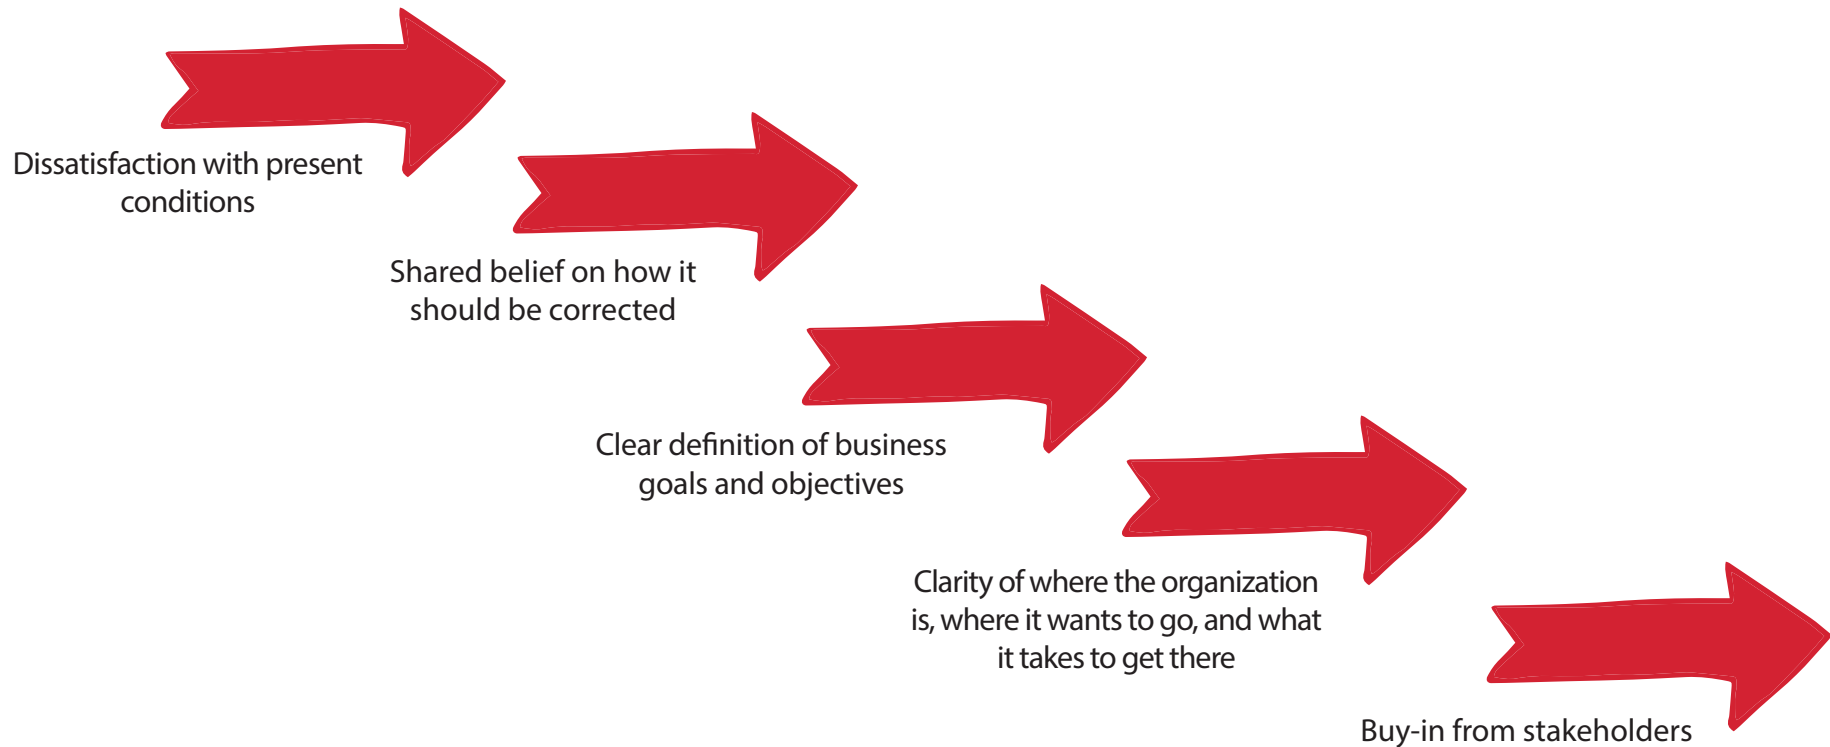 Dissatisfaction with present
conditions
Shared belief on how it
should be corrected
Clear definition of business
goals and objectives
Clarity of where the organization
is, where it wants to go, and what
it takes to get there
Buy-in from stakeholders